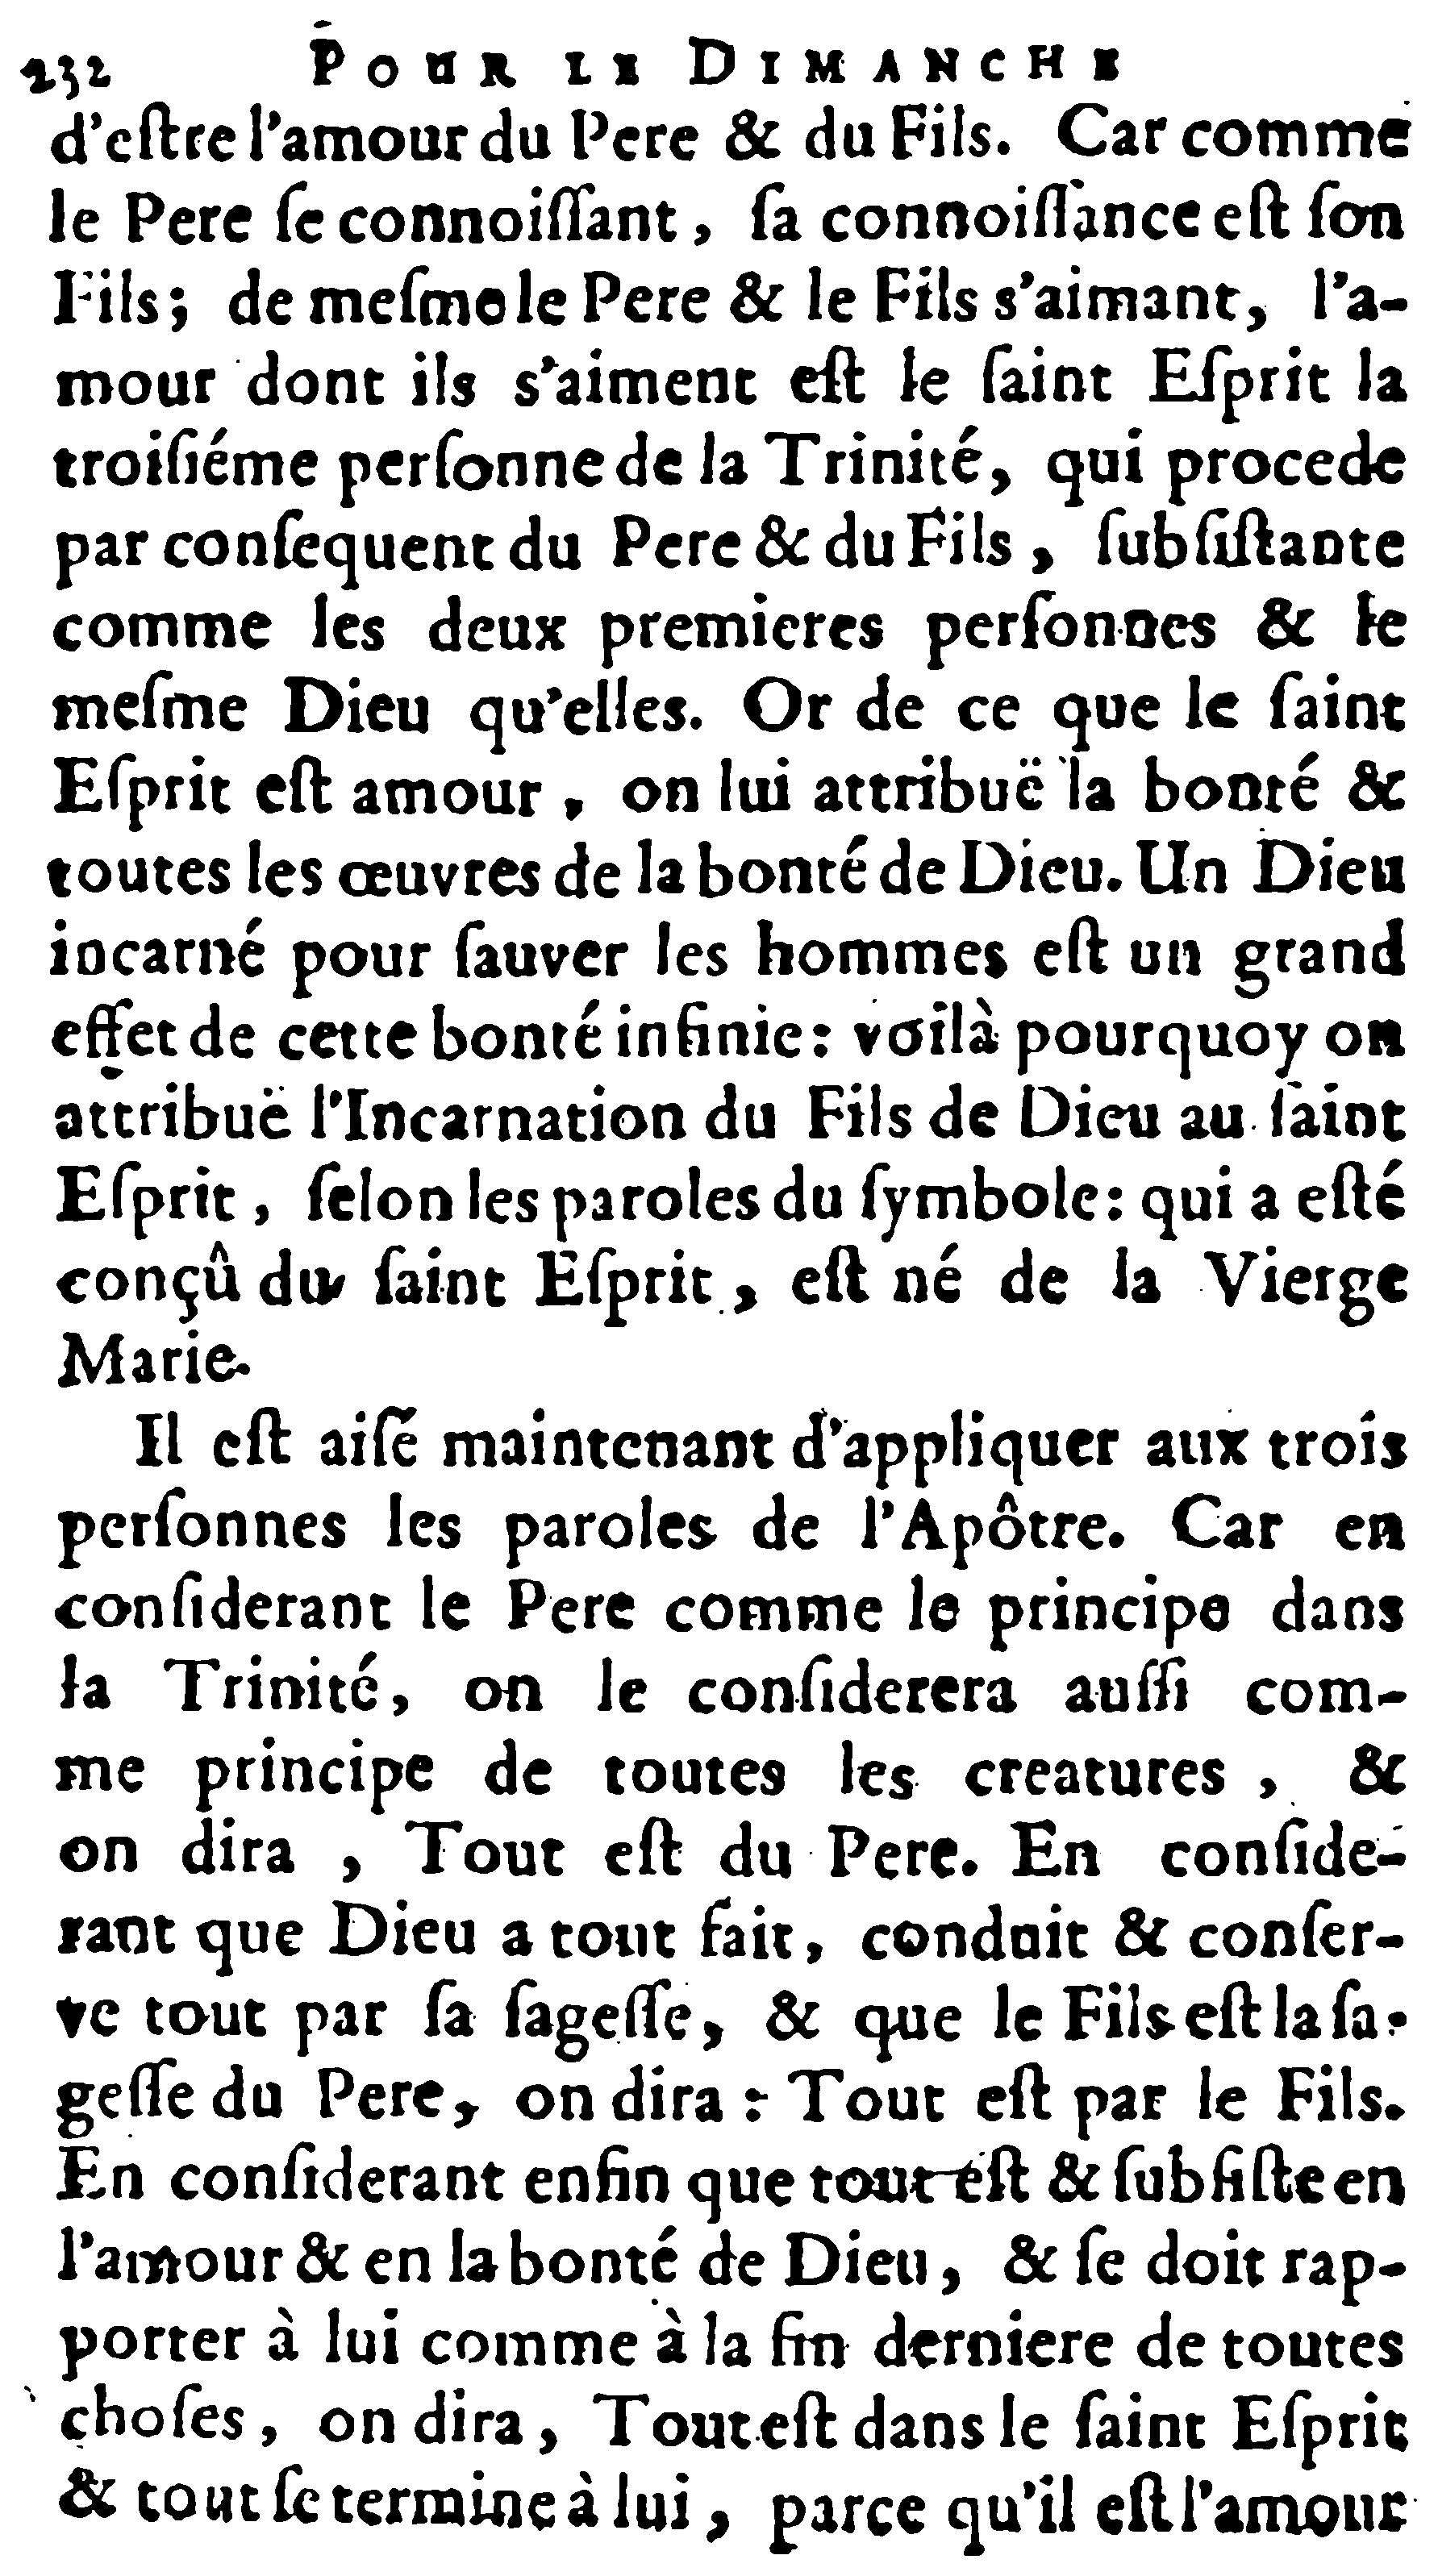 232 POUR LE DIMANCHE
d'eſtre l'amour du Pere & du Fils. Car comme
le Pere ſe connoiſſant, ſa connoiſſance eſt ſon
Fils; de meſme le Pere & le Fils s'aimant, l'a-
mour dont ils s'aiment eſt le ſaint Eſprit la
troiſiéme perſonne de la Trinité, qui procede
par conſequent du Pere & du Fils, ſubſiſtante
comme les deux premieres perſonnes & le
meſme Dieu qu'elles. Or de ce que le ſaint
Eſprit eſt amour, on lui attribuë la bonté &
toutes les œuvres de la bonté de Dieu. Un Dieu
incarné pour ſauver les hommes eſt un grand
effet de cette bonté infinie: voilà pourquoy on
attribuë l'Incarnation du Fils de Dieu au ſaint
Eſprit, ſelon les paroles du ſymbole: qui a eſté
conçû du ſaint Eſprit, eſt né de la Vierge
Marie.
Il eſt aiſé maintenant d'appliquer aux trois
perſonnes les paroles de l'Apôtre. Car en
conſiderant le Pere comme le principe dans
la Trinité, on le conſiderera auſſi com-
me principe de toutes les creatures, &
on dira, Tout eſt du Pere. En conſide-
rant que Dieu a tout fait, conduit & conſer-
ve tout par ſa ſageſſe, & que le Fils eſt la ſa-
geſſe du Pere, on dira: Tout eſt par le Fils.
En conſiderant enfin que tout eſt & ſubſiſte en
l'amour & en la bonté de Dieu, & ſe doit rap-
porter à lui comme à la fin derniere de toutes
choſes, on dira, Tout eſt dans le ſaint Eſprit
& tout ſe termine à lui, parce qu'il eſt l'amour